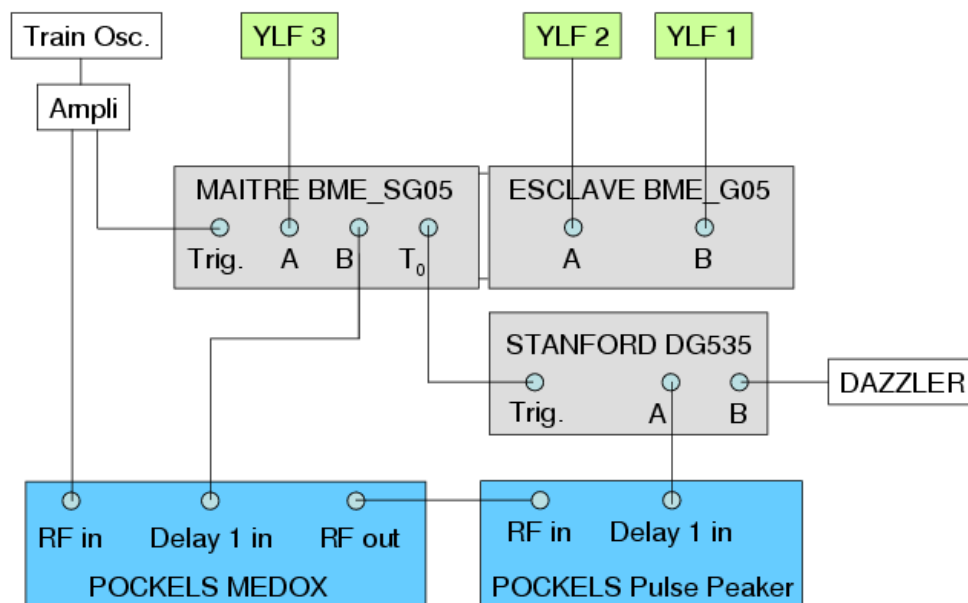 Train Osc.
YLF 3
YLF 2
YLF 1
Ampli
MAITRE BME_SG05
ESCLAVE BME_G05
Trig.
A
B
T0
A
B
STANFORD DG535
DAZZLER
Trig.
A
B
RF in
Delay 1 in
RF out
RF in
Delay 1 in
POCKELS MEDOX
POCKELS Pulse Peaker